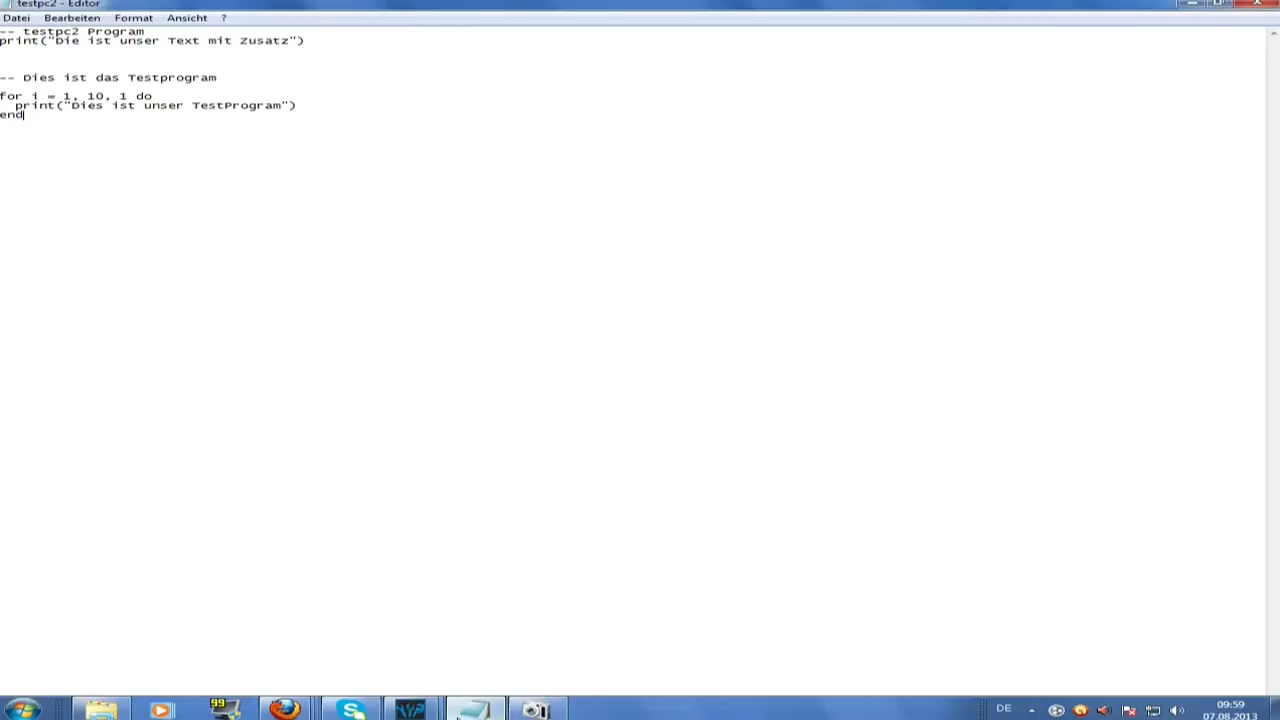 testpc2 - Editor
Datei Bearbeiten Format Ansicht ?
-- testpc2 Program
print("Die ist unser Text mit Zusatz")
-- Dies ist das Testprogram
for i = 1, 10, 1 do
print("Dies ist unser TestProgram")
end
99
DE
09:59
07.08.2013